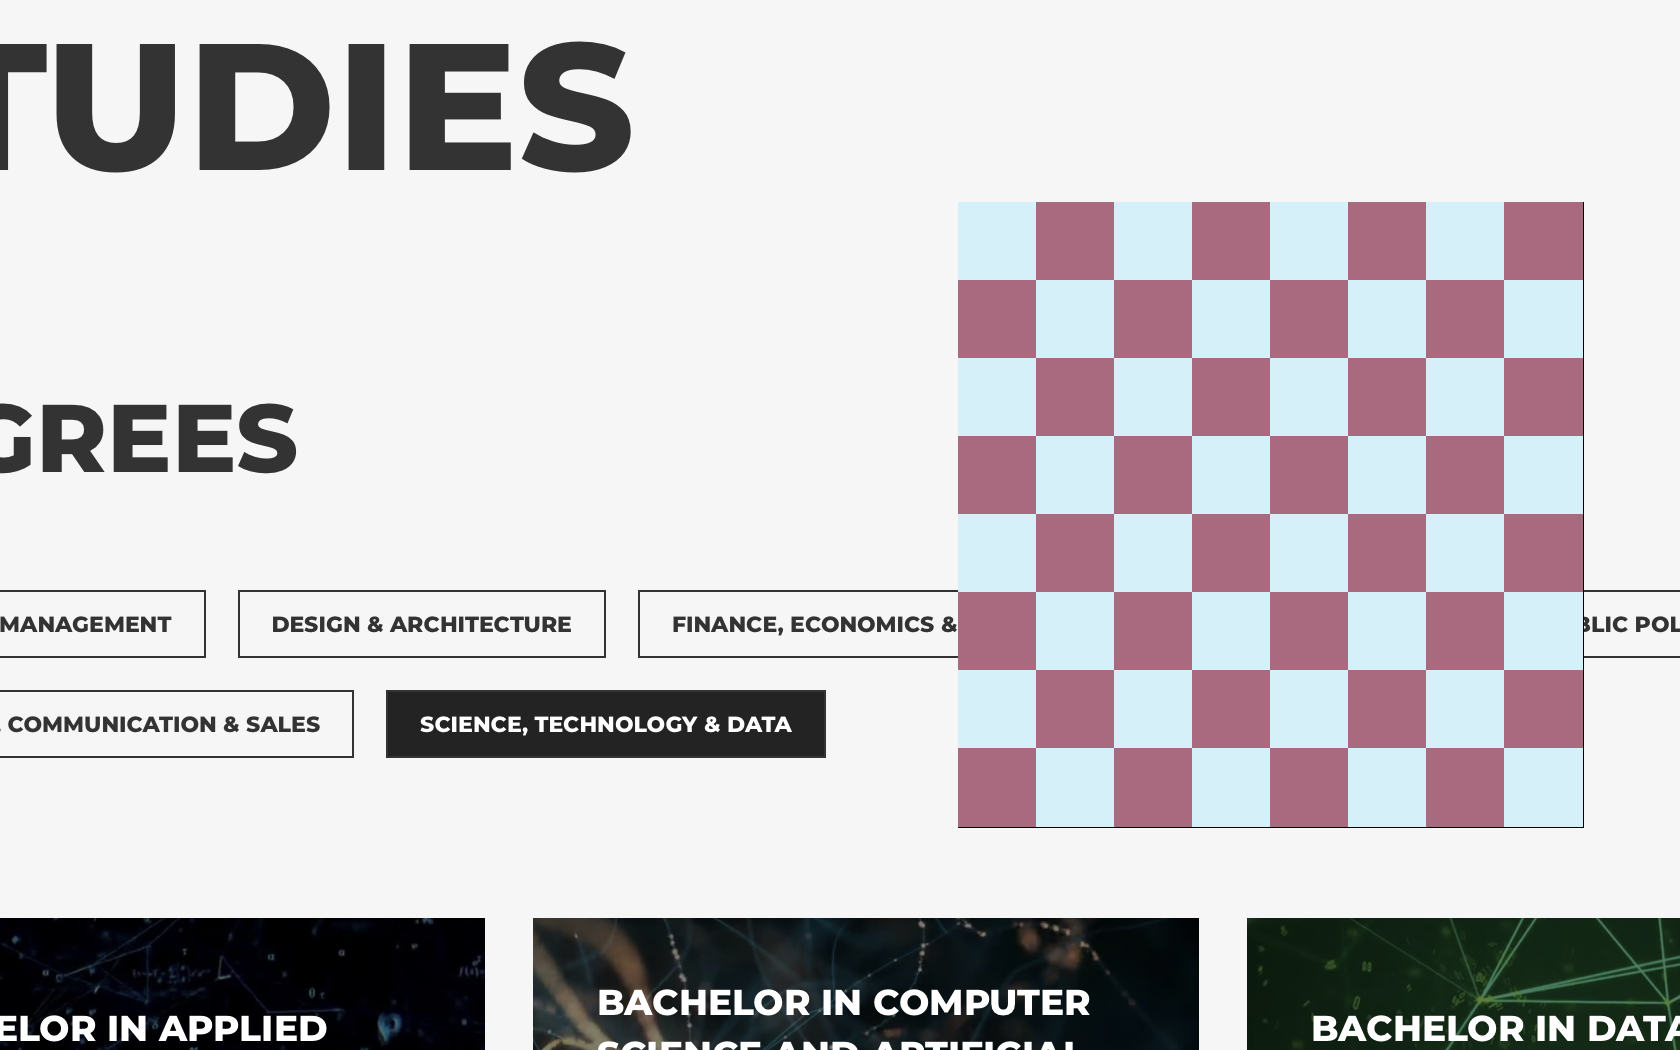 TUDIES
GREES
MANAGEMENT
DESIGN & ARCHITECTURE
FINANCE, ECONOMICS &
BLIC POL
COMMUNICATION & SALES
SCIENCE, TECHNOLOGY & DATA
ELOR IN APPLIED
BACHELOR IN COMPUTER
SCIENCE AND ARTIFICIAL
BACHELOR IN DATA